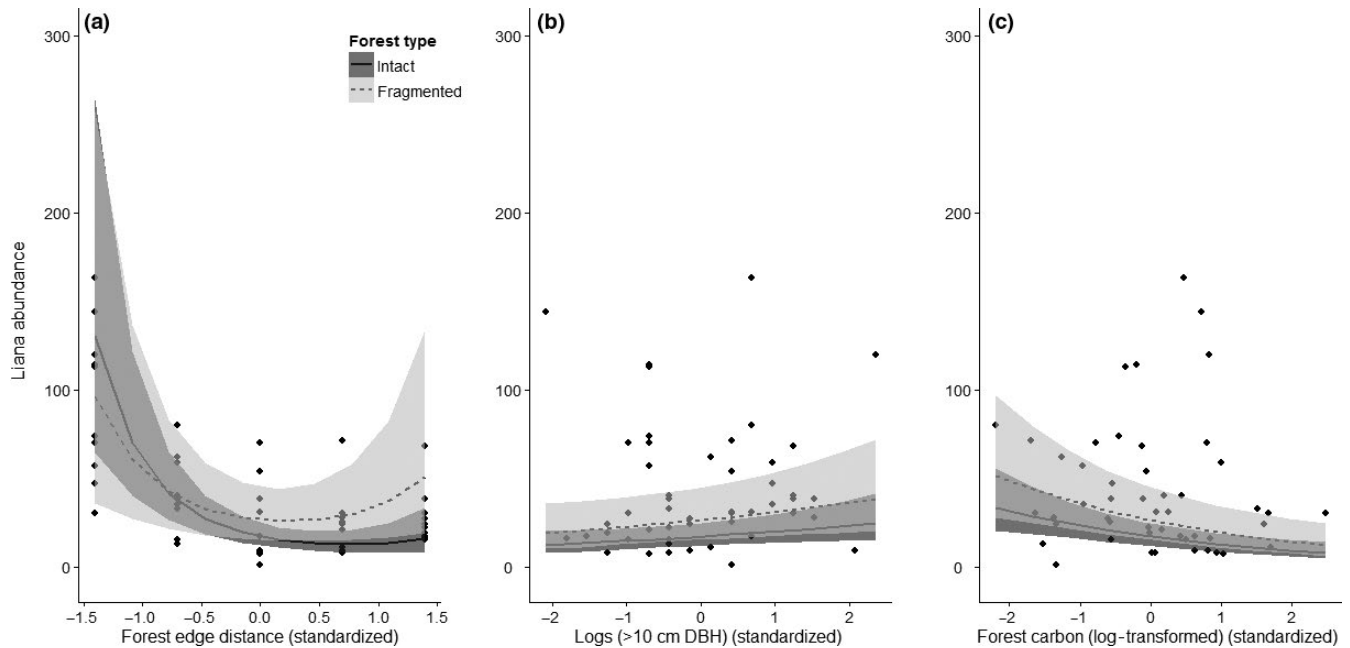 (a)
(b)
(c)
Forest type
Intact
Fragmented
Liana abundance
300
200
100
0
−1.5 −1.0 −0.5 0.0 0.5 1.0 1.5
Forest edge distance (standardized)
300
200
100
0
−2 −1 0 1 2
Logs (>10 cm DBH) (standardized)
300
200
100
0
−2 −1 0 1 2
Forest carbon (log−transformed) (standardized)